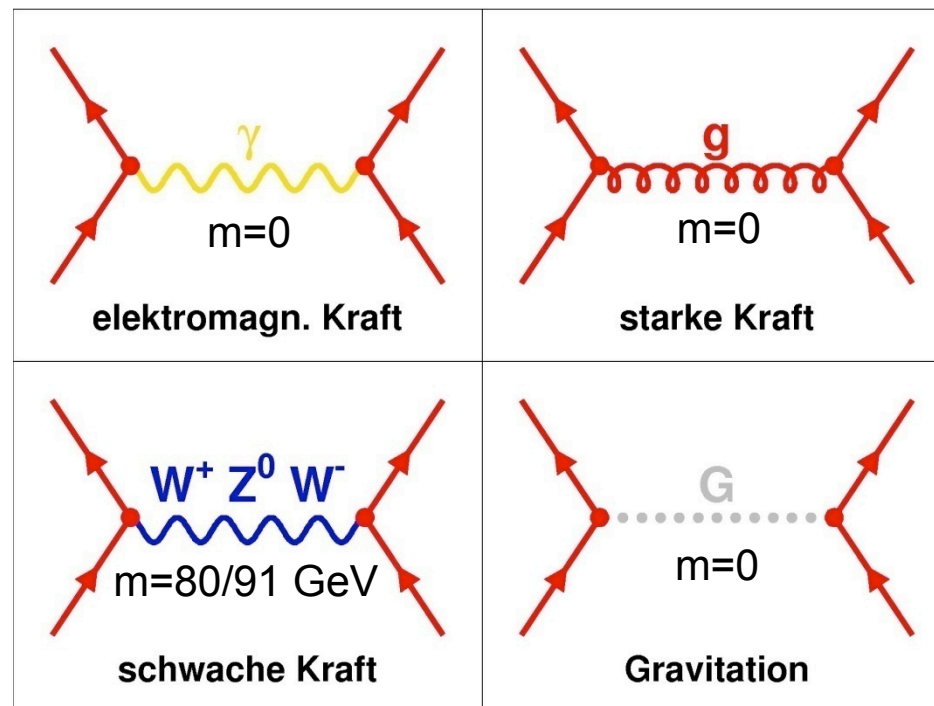 γ
m=0
elektromagn. Kraft
g
m=0
starke Kraft
W⁺ Z⁰ W⁻
m=80/91 GeV
schwache Kraft
G
m=0
Gravitation